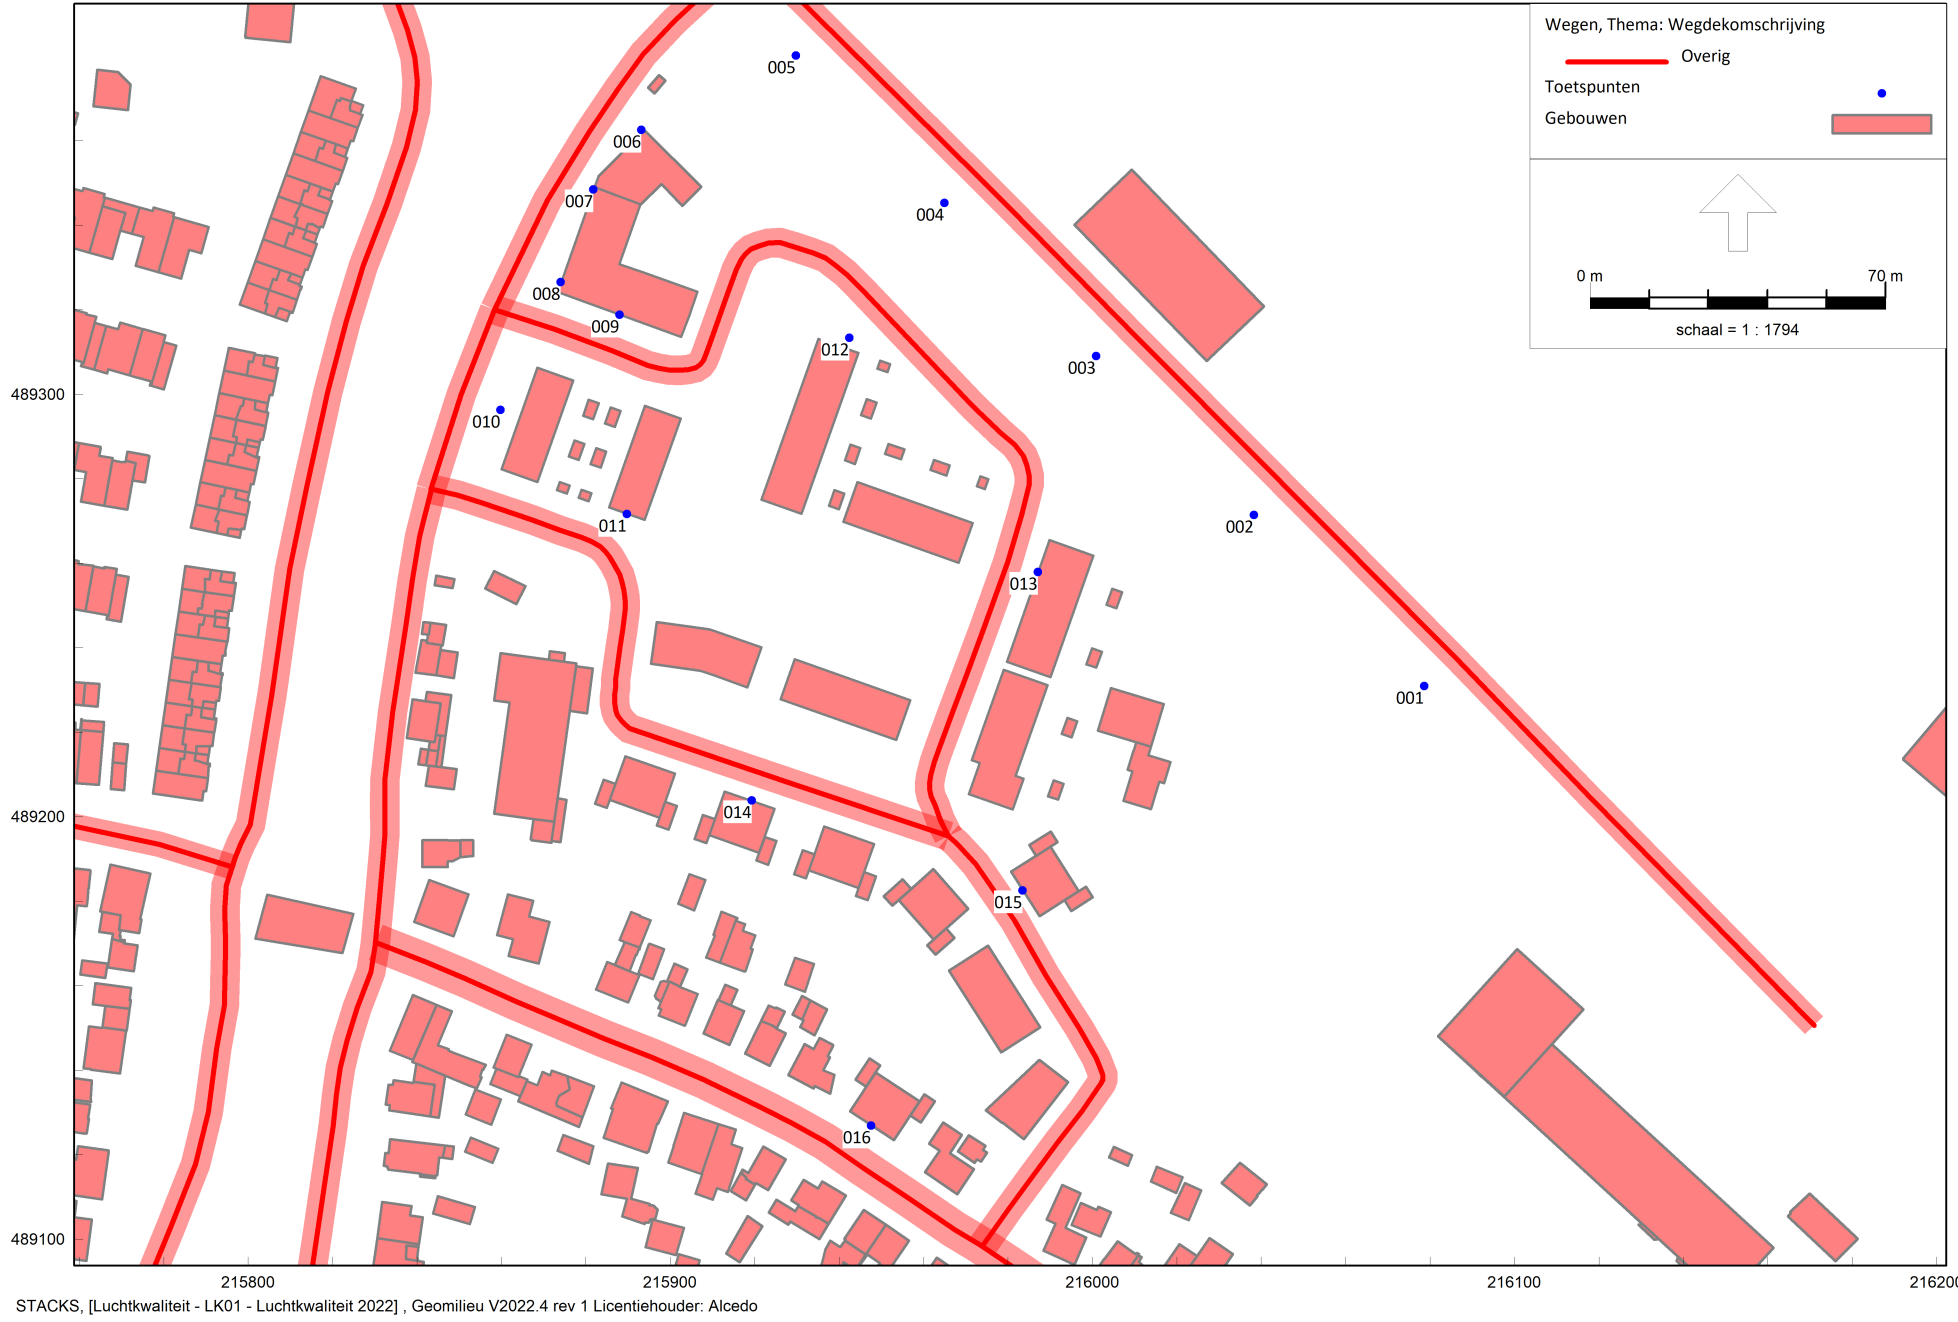 Wegen, Thema: Wegdekomschrijving
Overig
Toetspunten
Gebouwen
0 m 70 m
schaal = 1 : 1794
005
006
007
004
008
009
012
003
010
011
002
013
001
014
015
016
489300
489200
489100
215800 215900 216000 216100 216200
STACKS, [Luchtkwaliteit - LK01 - Luchtkwaliteit 2022] , Geomilieu V2022.4 rev 1 Licentiehouder: Alcedo